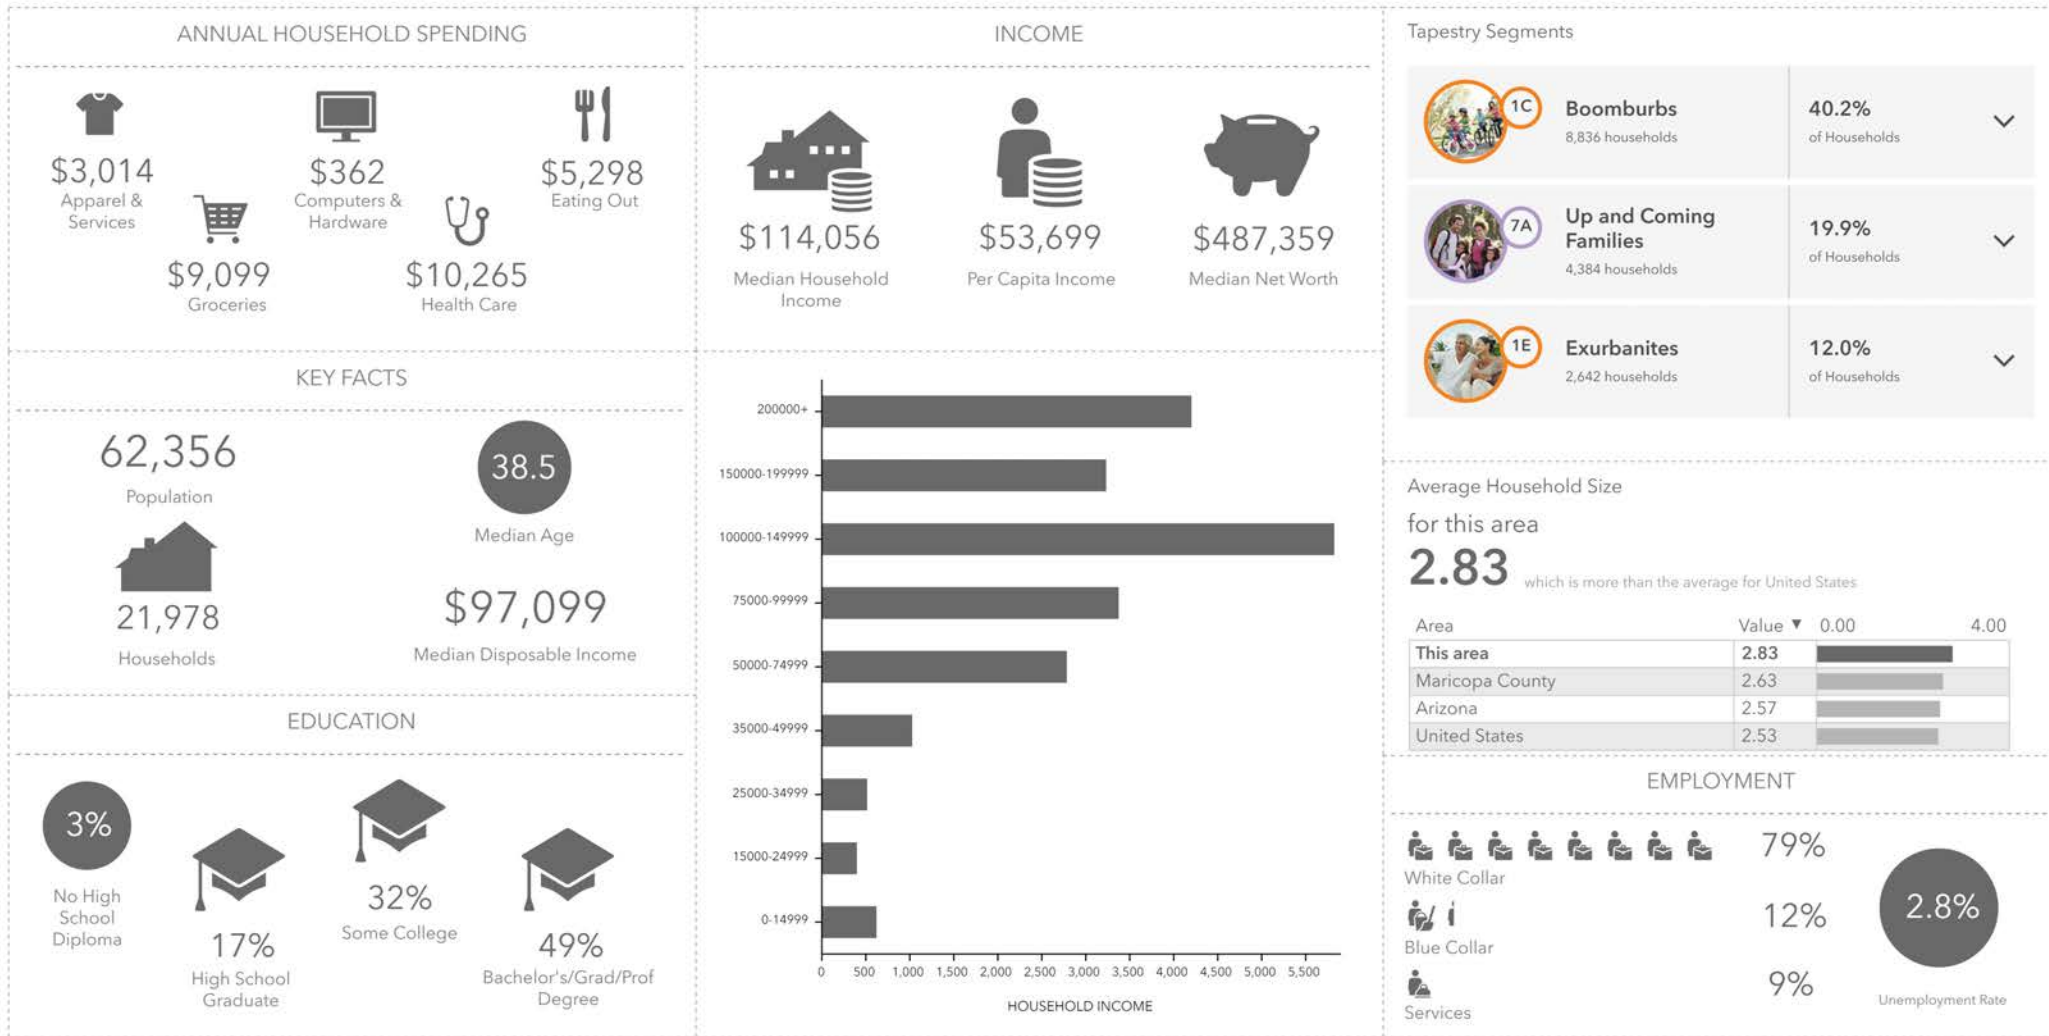 ANNUAL HOUSEHOLD SPENDING
$3,014
Apparel &
Services
$362
Computers &
Hardware
$5,298
Eating Out
$9,099
Groceries
$10,265
Health Care
KEY FACTS
62,356
Population
38.5
Median Age
21,978
Households
$97,099
Median Disposable Income
EDUCATION
3%
No High
School
Diploma
17%
High School
Graduate
32%
Some College
49%
Bachelor's/Grad/Prof
Degree
INCOME
$114,056
Median Household
Income
$53,699
Per Capita Income
$487,359
Median Net Worth
200000+
150000-199999
100000-149999
75000-99999
50000-74999
35000-49999
25000-34999
15000-24999
0-14999
0 500 1,000 1,500 2,000 2,500 3,000 3,500 4,000 4,500 5,000 5,500
HOUSEHOLD INCOME
Tapestry Segments
1C
Boomburbs
8,836 households
40.2%
of Households
7A
Up and Coming
Families
4,384 households
19.9%
of Households
1E
Exurbanites
2,642 households
12.0%
of Households
Average Household Size
for this area
2.83 which is more than the average for United States
Area Value ▼ 0.00 4.00
This area 2.83
Maricopa County 2.63
Arizona 2.57
United States 2.53
EMPLOYMENT
79%
White Collar
12%
Blue Collar
9%
Services
2.8%
Unemployment Rate